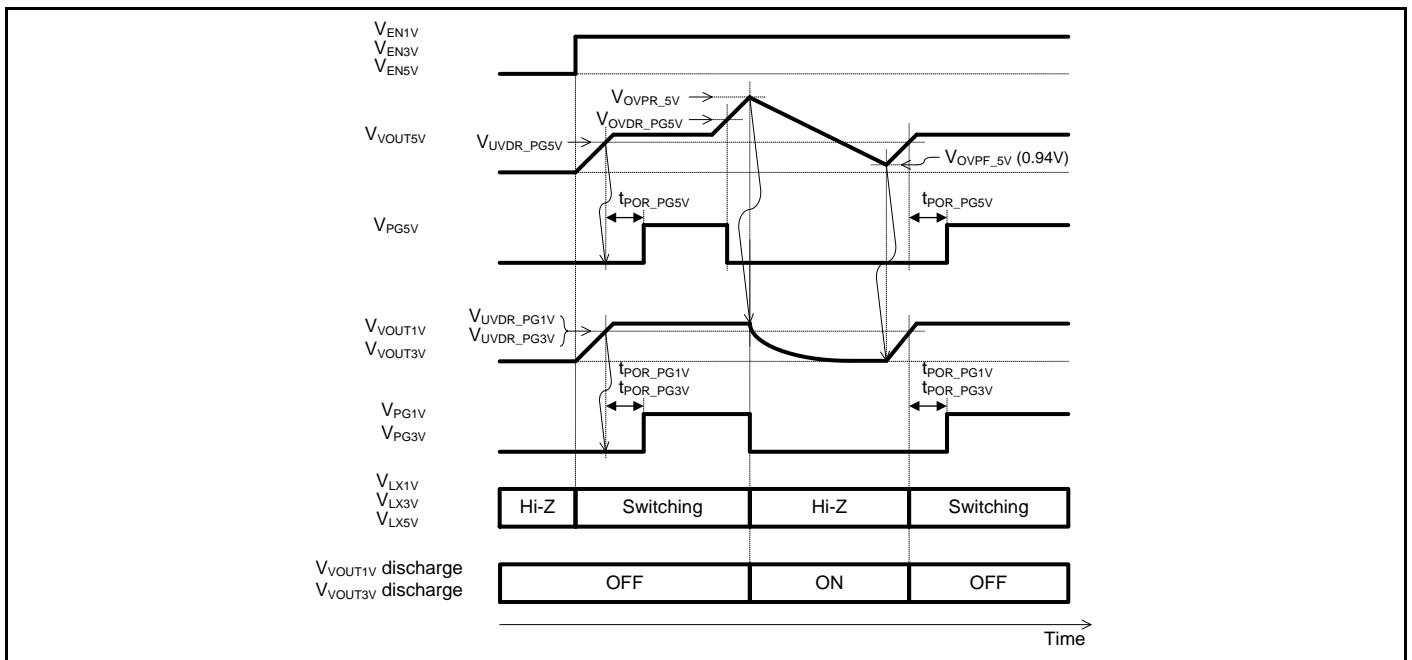 VEN1V
VEN3V
VEN5V
VOVPR_5V
VOVDR_PG5V
VVOUT5V
VUVDR_PG5V
VOVPF_5V (0.94V)
tPOR_PG5V
tPOR_PG5V
VPG5V
VUVDR_PG1V
VUVDR_PG3V
VVOUT1V
VVOUT3V
tPOR_PG1V
tPOR_PG3V
tPOR_PG1V
tPOR_PG3V
VPG1V
VPG3V
VLX1V
VLX3V
VLX5V
Hi-Z
Switching
Hi-Z
Switching
VVOUT1V discharge
VVOUT3V discharge
OFF
ON
OFF
Time